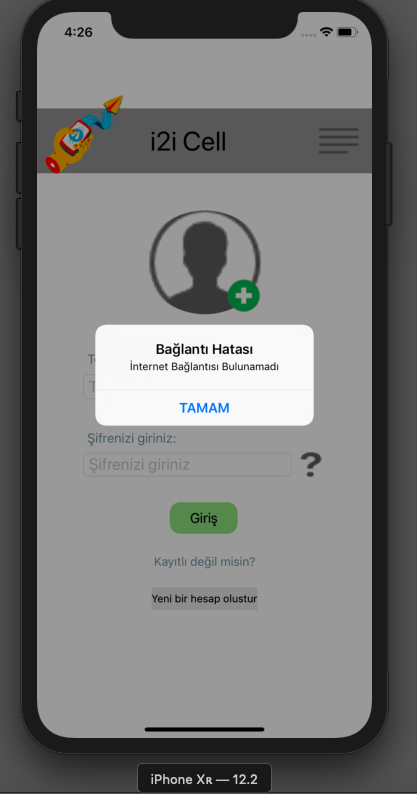 4:26
i2i Cell
Bağlantı Hatası
İnternet Bağlantısı Bulunamadı
TAMAM
Şifrenizi giriniz:
Şifrenizi giriniz
?
Giriş
Kayıtlı değil misin?
Yeni bir hesap olustur
iPhone Xʀ — 12.2